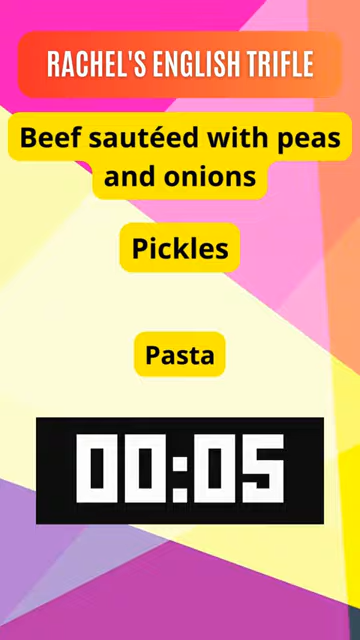 RACHEL'S ENGLISH TRIFLE
Beef sautéed with peas
and onions
Pickles
Pasta
00:05